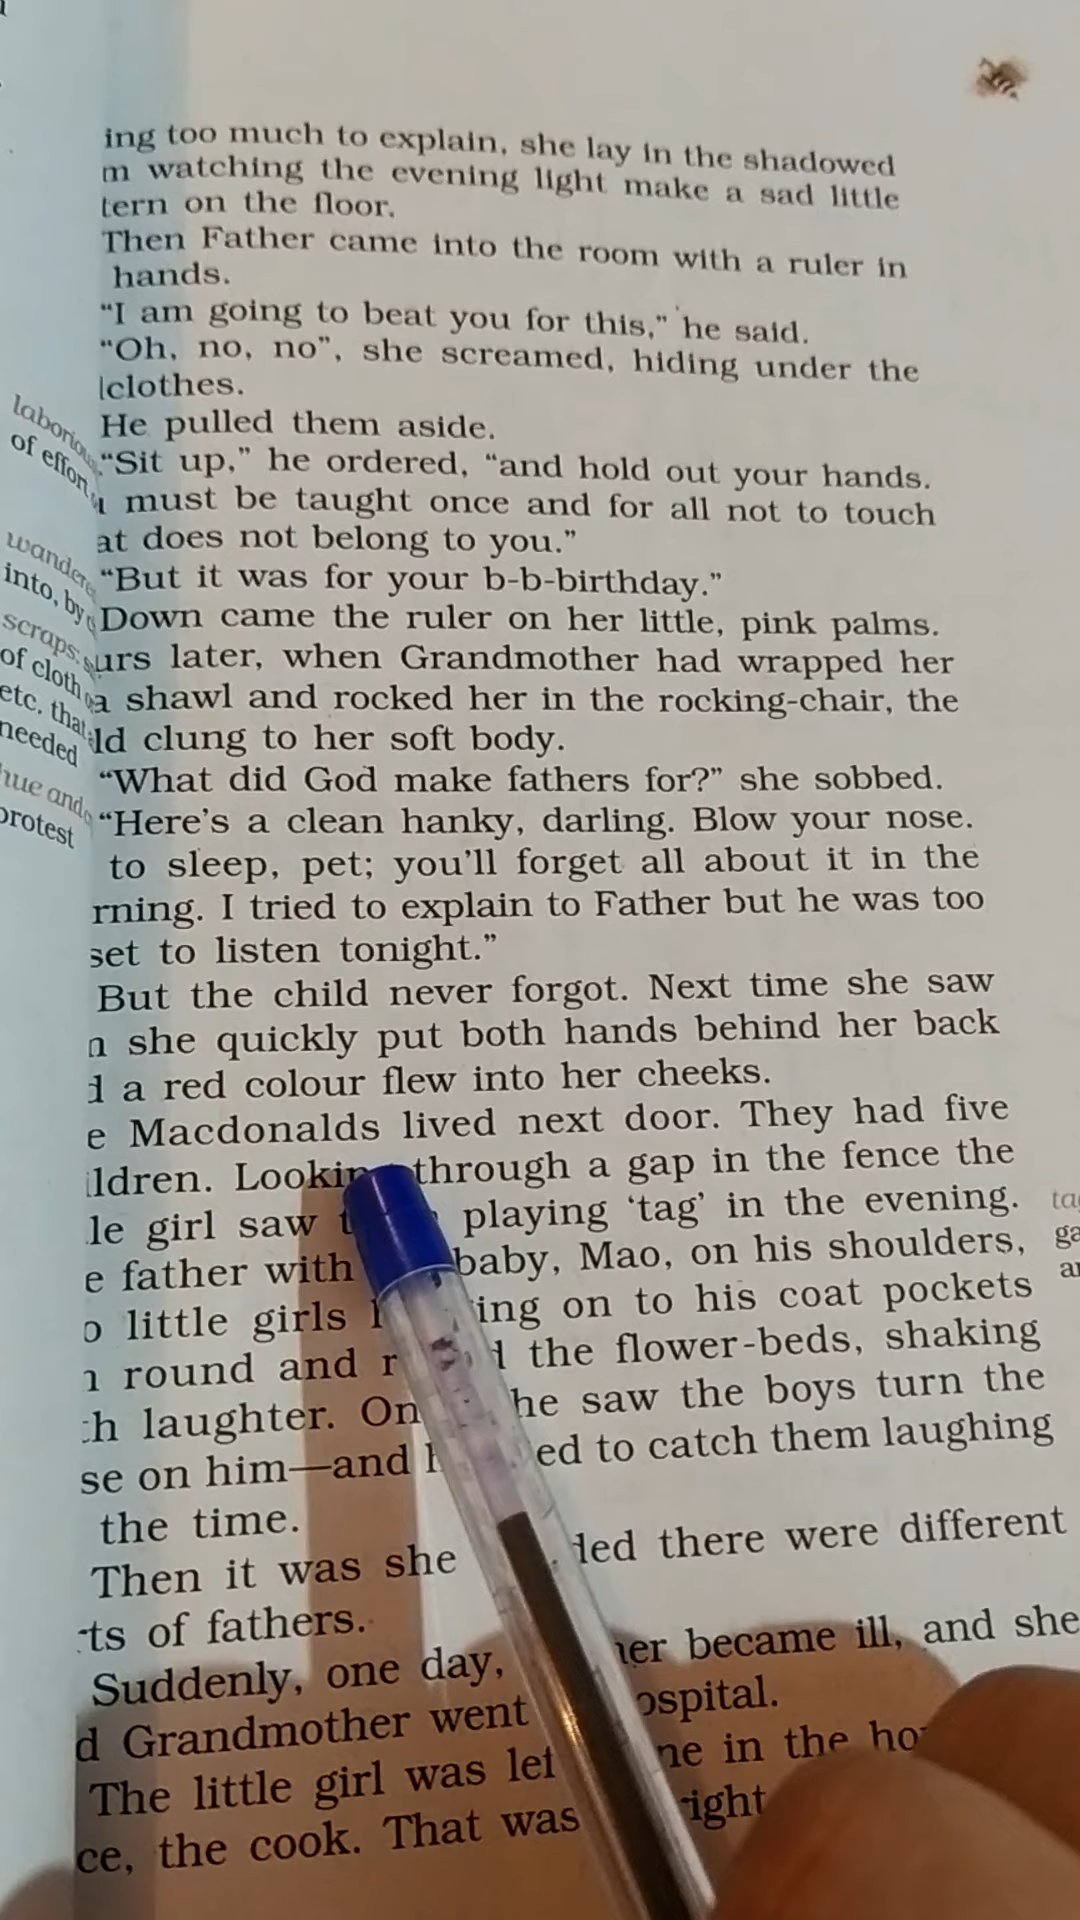 ing too much to explain, she lay in the shadowed
m watching the evening light make a sad little
tern on the floor.
Then Father came into the room with a ruler in
hands.
“I am going to beat you for this,” he said.
“Oh, no, no”, she screamed, hiding under the
clothes.
He pulled them aside.
“Sit up,” he ordered, “and hold out your hands.
must be taught once and for all not to touch
at does not belong to you.”
“But it was for your b-b-birthday.”
Down came the ruler on her little, pink palms.
urs later, when Grandmother had wrapped her
a shawl and rocked her in the rocking-chair, the
ld clung to her soft body.
“What did God make fathers for?” she sobbed.
“Here’s a clean hanky, darling. Blow your nose.
to sleep, pet; you’ll forget all about it in the
rning. I tried to explain to Father but he was too
set to listen tonight.”
But the child never forgot. Next time she saw
she quickly put both hands behind her back
d a red colour flew into her cheeks.
e Macdonalds lived next door. They had five
ildren. Lookin through a gap in the fence the
le girl saw playing ‘tag’ in the evening.
e father with baby, Mao, on his shoulders,
o little girls ing on to his coat pockets
round and the flower-beds, shaking
h laughter. On he saw the boys turn the
se on him—and ed to catch them laughing
the time.
Then it was she ded there were different
ts of fathers.
Suddenly, one day, her became ill, and she
d Grandmother went ospital.
The little girl was lef ne in the ho
ce, the cook. That was right
laboriou
of effort
wandere
into, by
scraps:
of cloth
etc. that
needed
hue and
protest
ta
ga
a